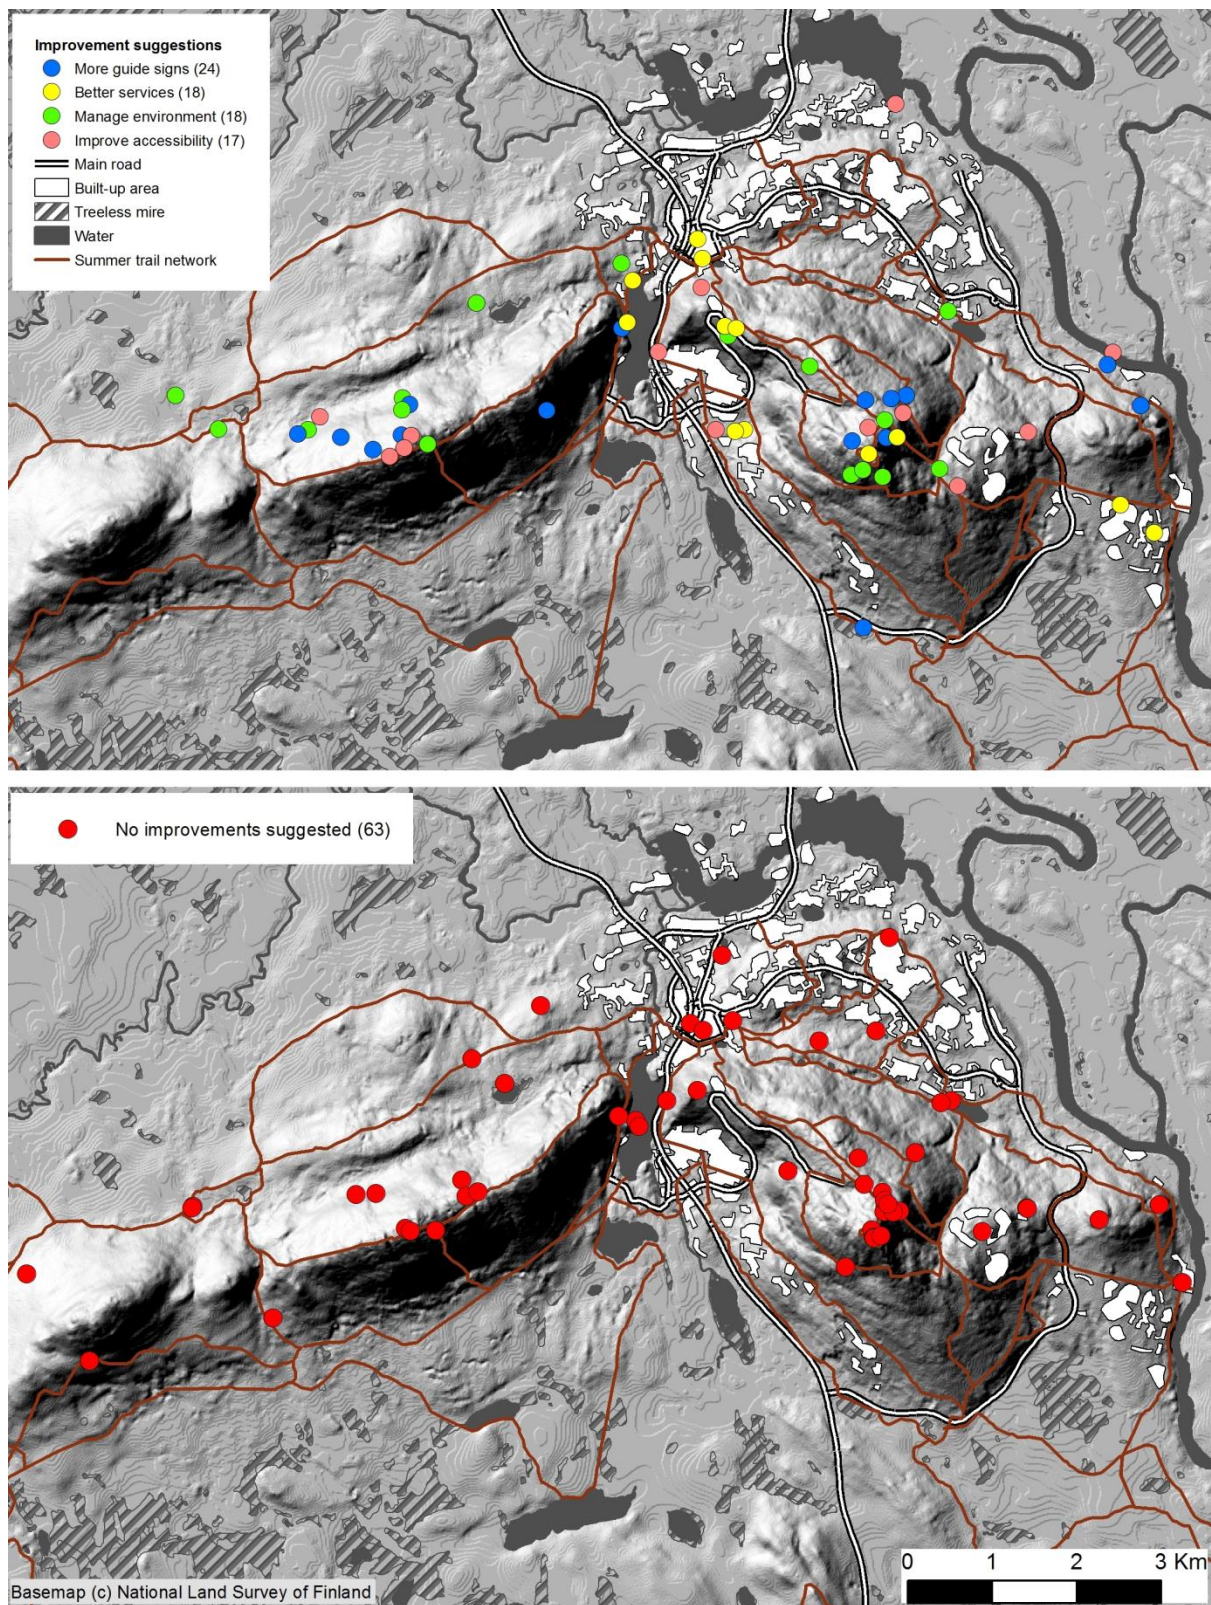 Improvement suggestions
More guide signs (24)
Better services (18)
Manage environment (18)
Improve accessibility (17)
Main road
Built-up area
Treeless mire
Water
Summer trail network
No improvements suggested (63)
0 1 2 3 Km
Basemap (c) National Land Survey of Finland